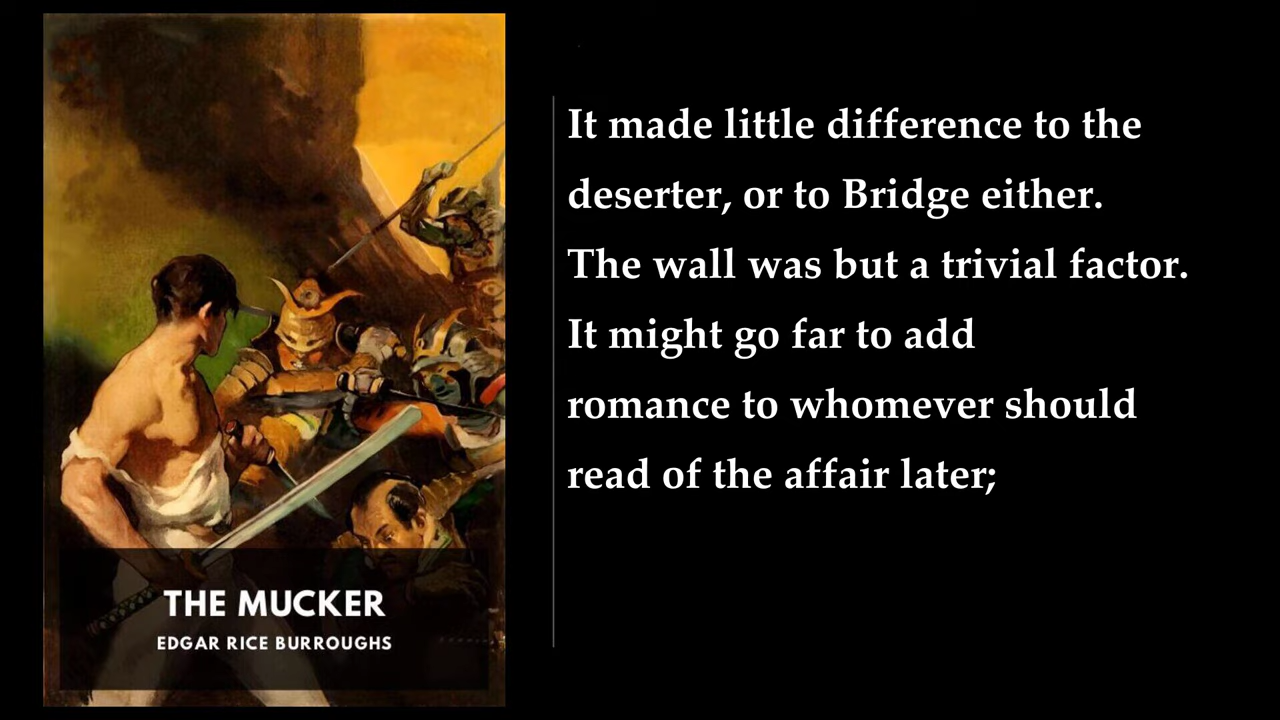 THE MUCKER
EDGAR RICE BURROUGHS
It made little difference to the
deserter, or to Bridge either.
The wall was but a trivial factor.
It might go far to add
romance to whomever should
read of the affair later;